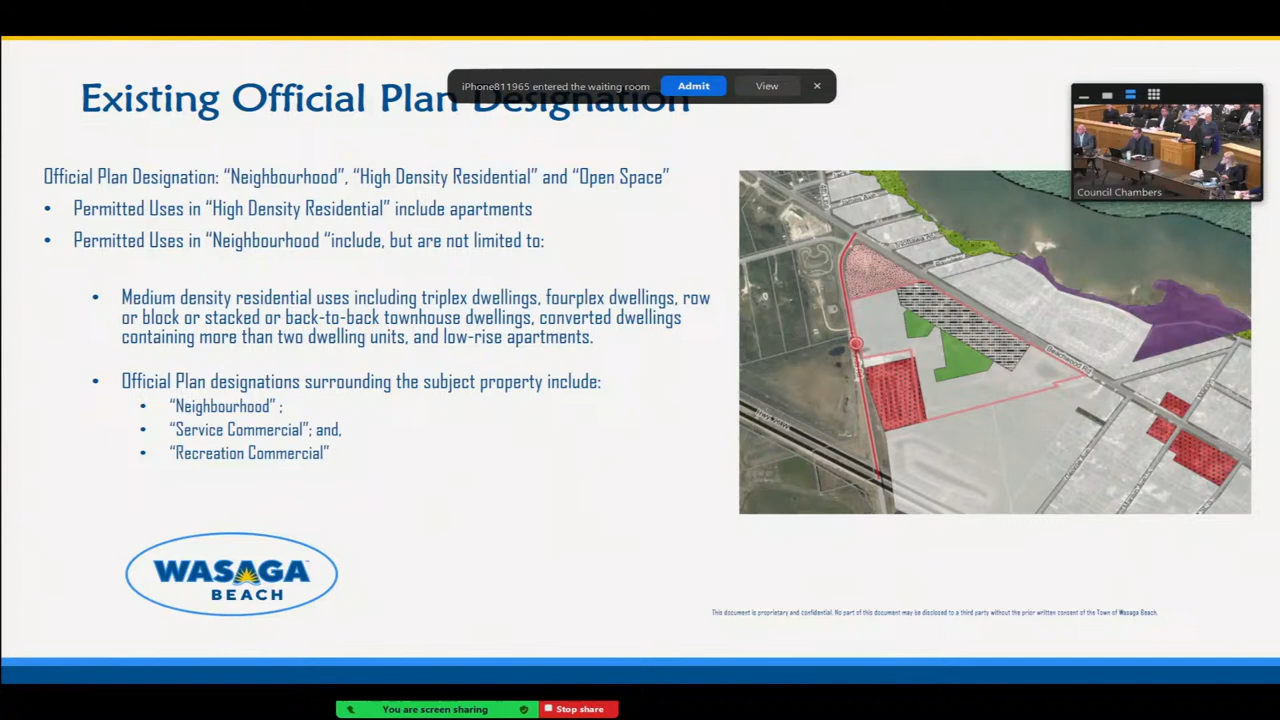 Existing Official Plan Designation
iPhone811965 entered the waiting room
Admit
View
Council Chambers
Official Plan Designation: “Neighbourhood”, “High Density Residential” and “Open Space”
• Permitted Uses in “High Density Residential” include apartments
• Permitted Uses in “Neighbourhood “include, but are not limited to:
• Medium density residential uses including triplex dwellings, fourplex dwellings, row
or block or stacked or back-to-back townhouse dwellings, converted dwellings
containing more than two dwelling units, and low-rise apartments.
• Official Plan designations surrounding the subject property include:
• “Neighbourhood” ;
• “Service Commercial”; and,
• “Recreation Commercial”
Beachwood Rd
WASAGA
BEACH
This document is proprietary and confidential. No part of this document may be disclosed to a third party without the prior written consent of the Town of Wasaga Beach.
You are screen sharing
Stop share